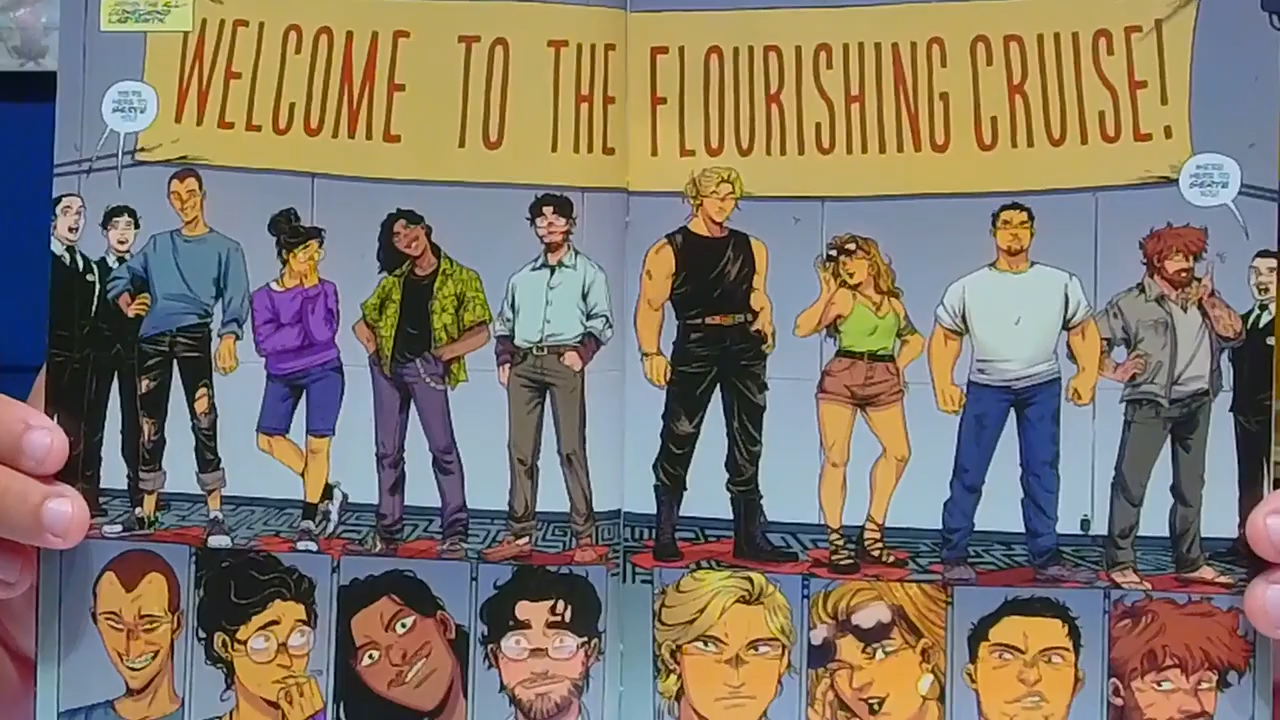 WELCOME TO THE FLOURISHING CRUISE!
WE'RE
HERE TO
SERVE
YOU!
WE'RE
HERE TO
SERVE
YOU!